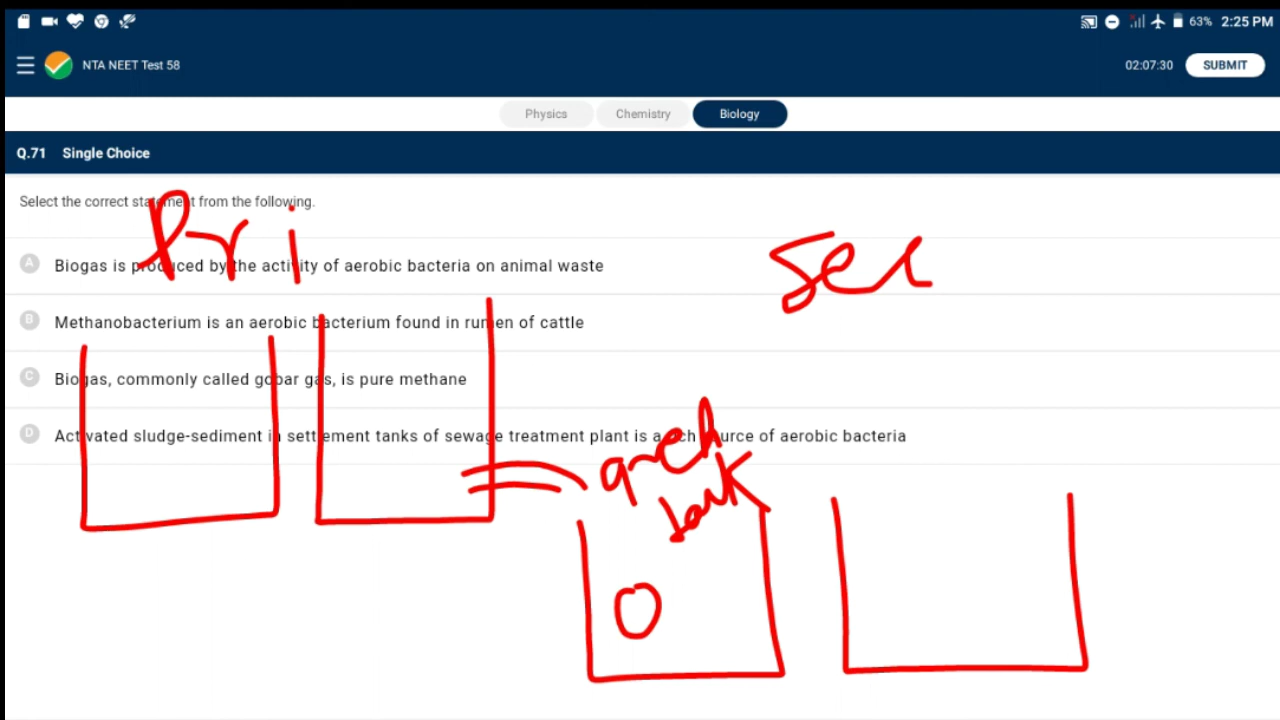 63% 2:25 PM
NTA NEET Test 58
02:07:30 SUBMIT
Physics Chemistry Biology
Q.71 Single Choice
Select the correct statement from the following.
Pri
Sec
A Biogas is produced by the activity of aerobic bacteria on animal waste
B Methanobacterium is an aerobic bacterium found in rumen of cattle
C Biogas, commonly called gobar gas, is pure methane
D Activated sludge-sediment in settlement tanks of sewage treatment plant is a rich source of aerobic bacteria
tank
O